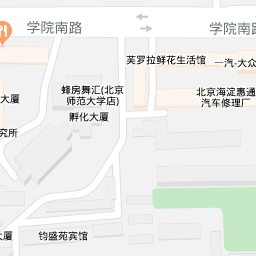 学院南路
学院南路
芙罗拉鲜花生活馆
一汽-大众
蜂房舞汇(北京
师范大学店)
孵化大厦
大厦
北京海淀惠通
汽车修理厂
究所
大厦
钧盛苑宾馆